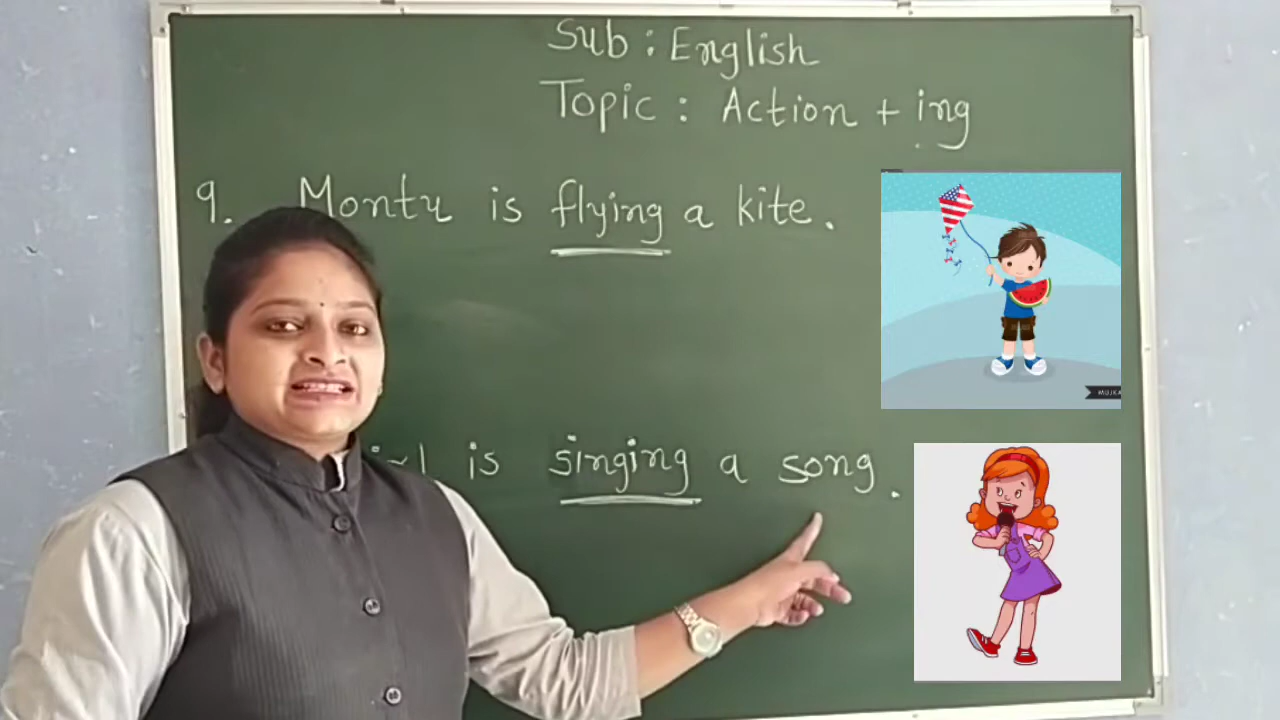 Sub : English
Topic : Action + ing
9. Montu is flying a kite.
is singing a song.